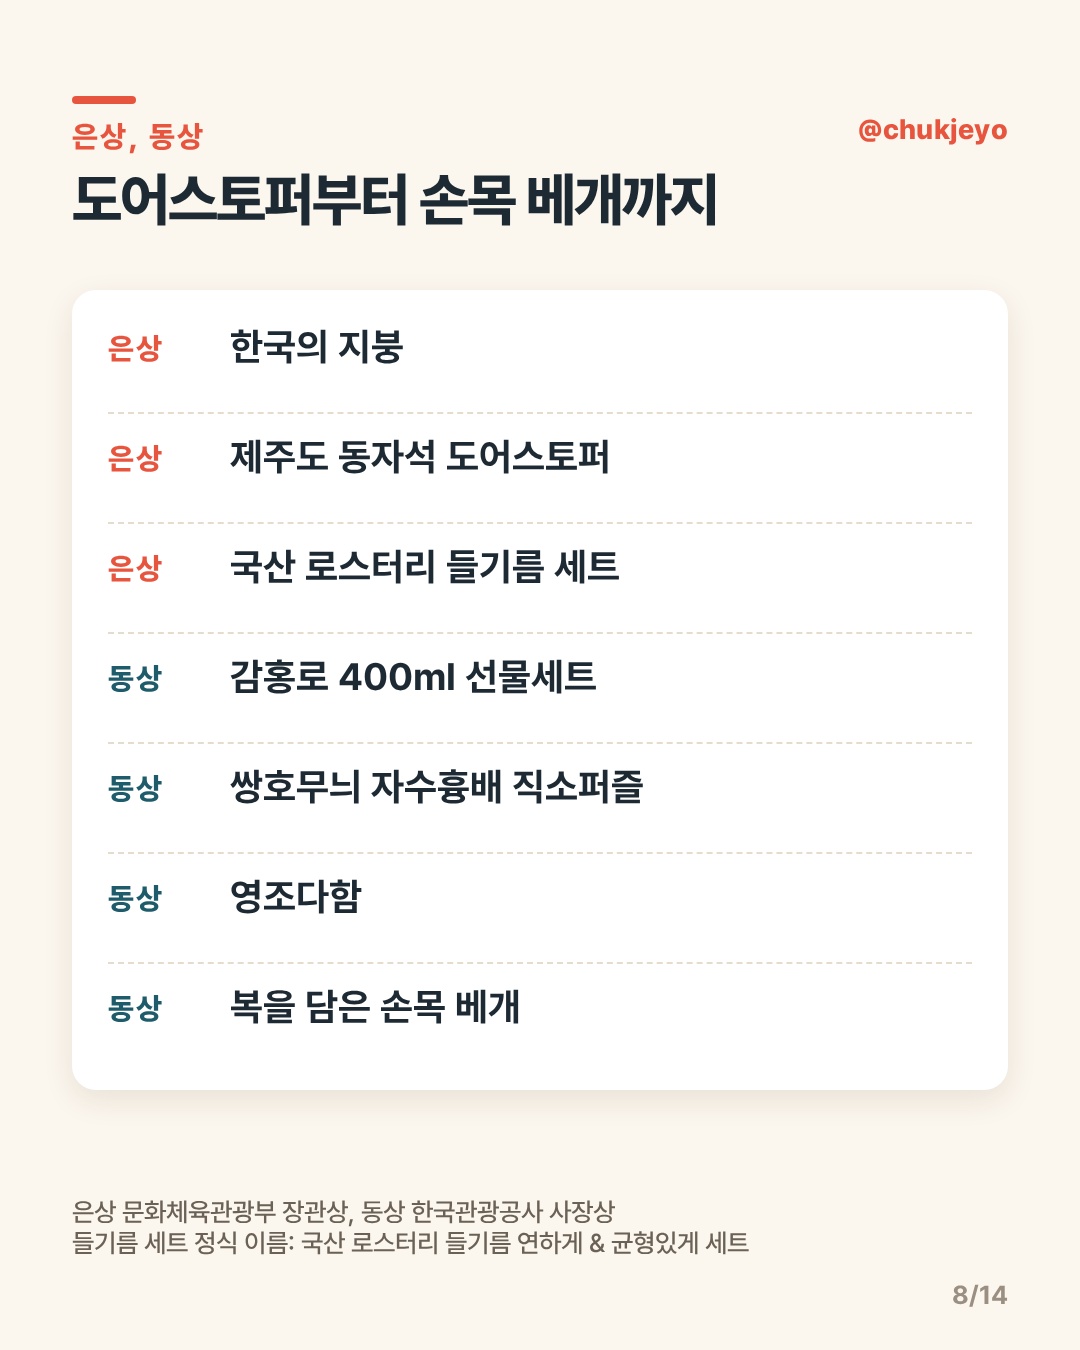 은상, 동상
@chukjeyo
도어스토퍼부터 손목 베개까지
은상 한국의 지붕
은상 제주도 동자석 도어스토퍼
은상 국산 로스터리 들기름 세트
동상 감홍로 400ml 선물세트
동상 쌍호무늬 자수흉배 직소퍼즐
동상 영조다함
동상 복을 담은 손목 베개
은상 문화체육관광부 장관상, 동상 한국관광공사 사장상
들기름 세트 정식 이름: 국산 로스터리 들기름 연하게 & 균형있게 세트
8/14